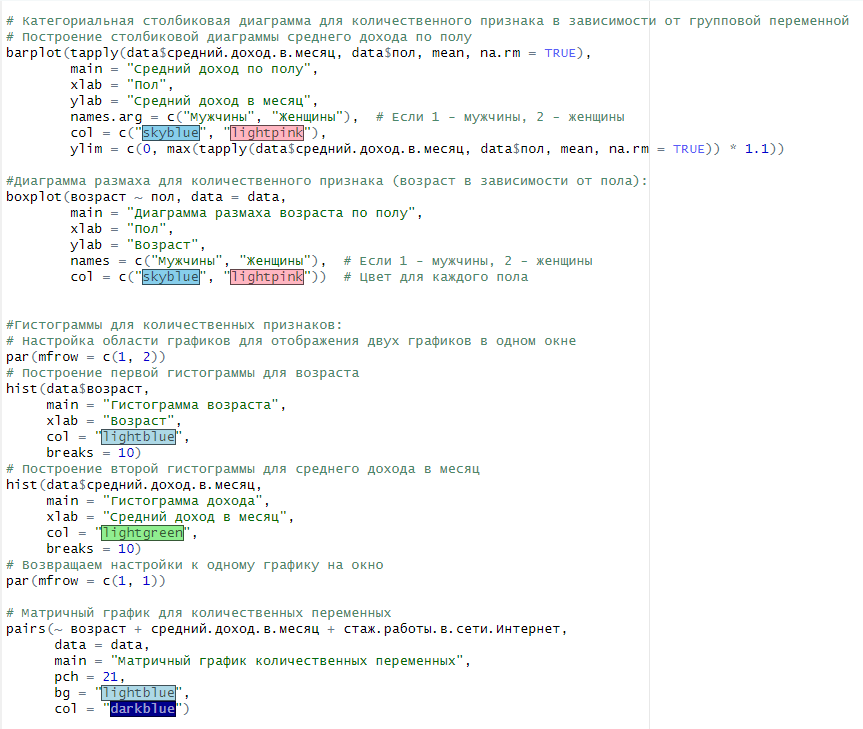 # Категориальная столбиковая диаграмма для количественного признака в зависимости от групповой переменной
# Построение столбиковой диаграммы среднего дохода по полу
barplot(tapply(data$средний.доход.в.месяц, data$пол, mean, na.rm = TRUE),
        main = "Средний доход по полу",
        xlab = "Пол",
        ylab = "Средний доход в месяц",
        names.arg = c("Мужчины", "Женщины"),  # Если 1 - мужчины, 2 - женщины
        col = c("skyblue", "lightpink"),
        ylim = c(0, max(tapply(data$средний.доход.в.месяц, data$пол, mean, na.rm = TRUE)) * 1.1))
#Диаграмма размаха для количественного признака (возраст в зависимости от пола):
boxplot(возраст ~ пол, data = data,
        main = "Диаграмма размаха возраста по полу",
        xlab = "Пол",
        ylab = "Возраст",
        names = c("Мужчины", "Женщины"),  # Если 1 - мужчины, 2 - женщины
        col = c("skyblue", "lightpink"))  # Цвет для каждого пола
#Гистограммы для количественных признаков:
# Настройка области графиков для отображения двух графиков в одном окне
par(mfrow = c(1, 2))
# Построение первой гистограммы для возраста
hist(data$возраст,
     main = "Гистограмма возраста",
     xlab = "Возраст",
     col = "lightblue",
     breaks = 10)
# Построение второй гистограммы для среднего дохода в месяц
hist(data$средний.доход.в.месяц,
     main = "Гистограмма дохода",
     xlab = "Средний доход в месяц",
     col = "lightgreen",
     breaks = 10)
# Возвращаем настройки к одному графику на окно
par(mfrow = c(1, 1))
# Матричный график для количественных переменных
pairs(~ возраст + средний.доход.в.месяц + стаж.работы.в.сети.Интернет,
      data = data,
      main = "Матричный график количественных переменных",
      pch = 21,
      bg = "lightblue",
      col = "darkblue")